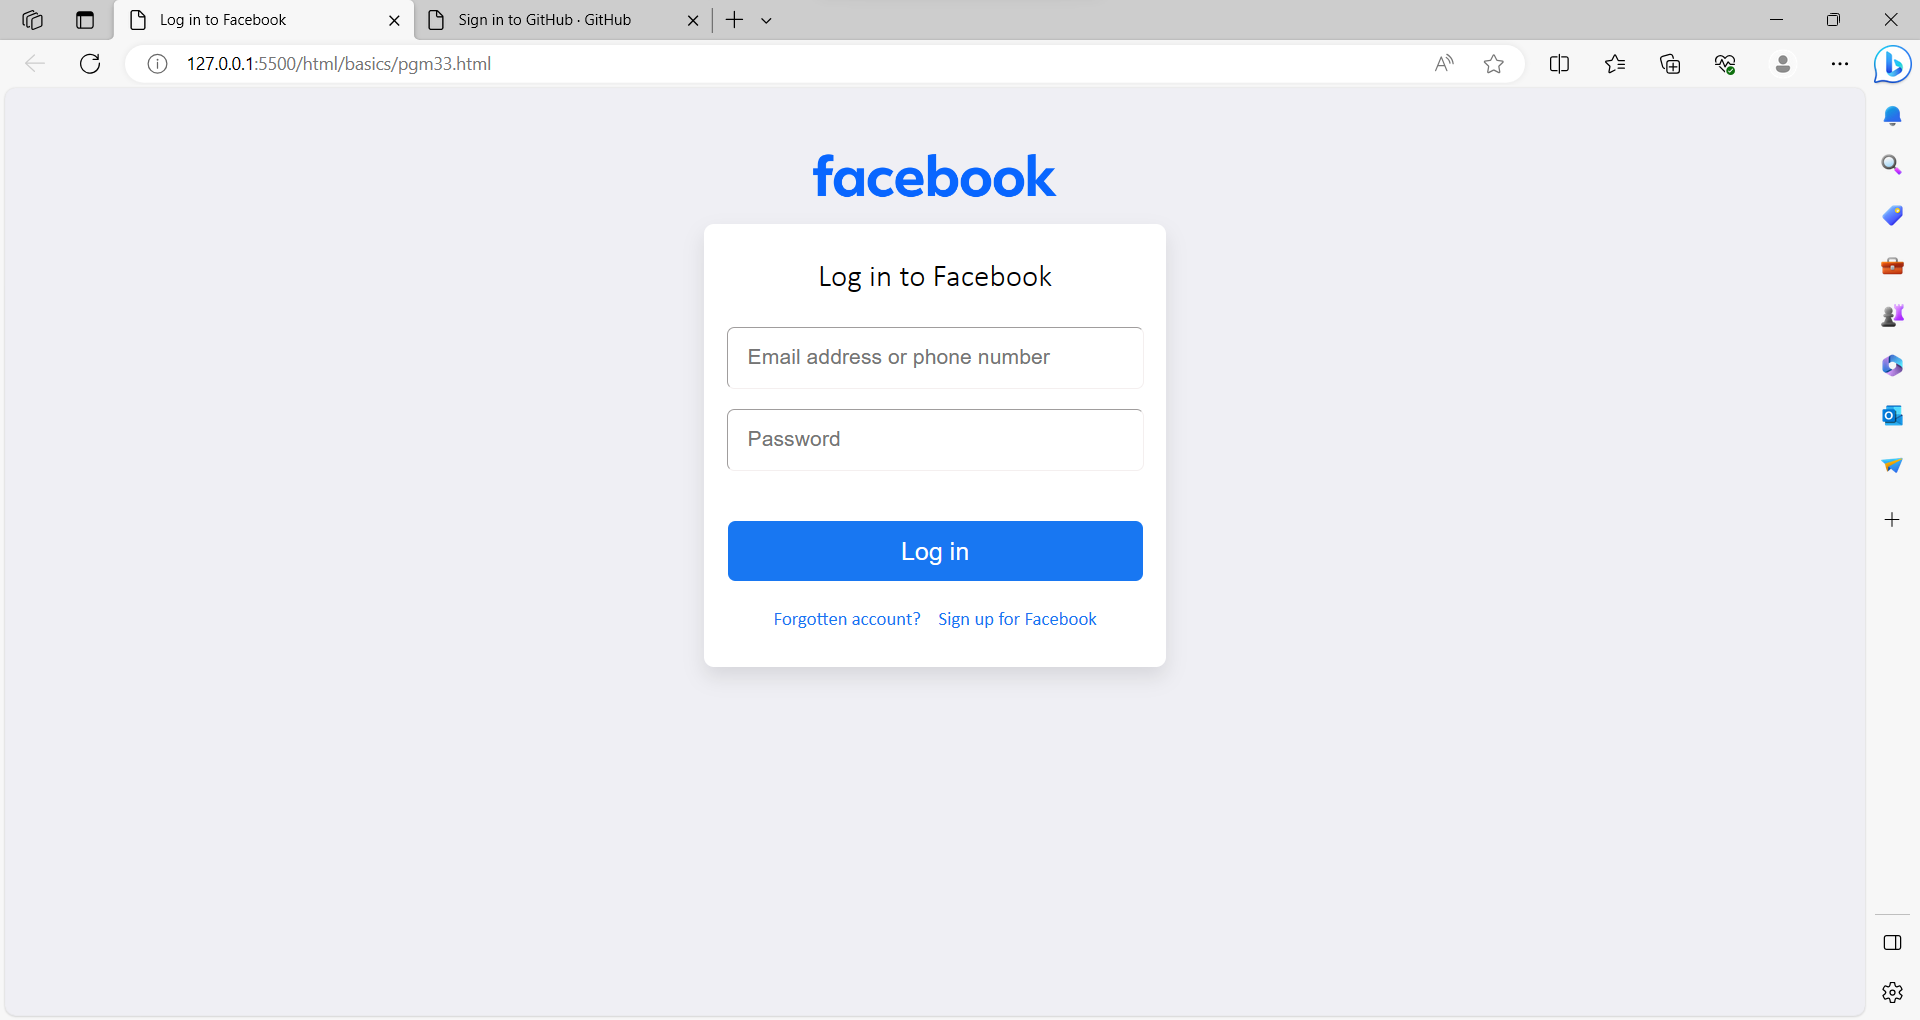 Log in to Facebook
Sign in to GitHub · GitHub
127.0.0.1:5500/html/basics/pgm33.html
facebook
Log in to Facebook
Email address or phone number
Password
Log in
Forgotten account? Sign up for Facebook